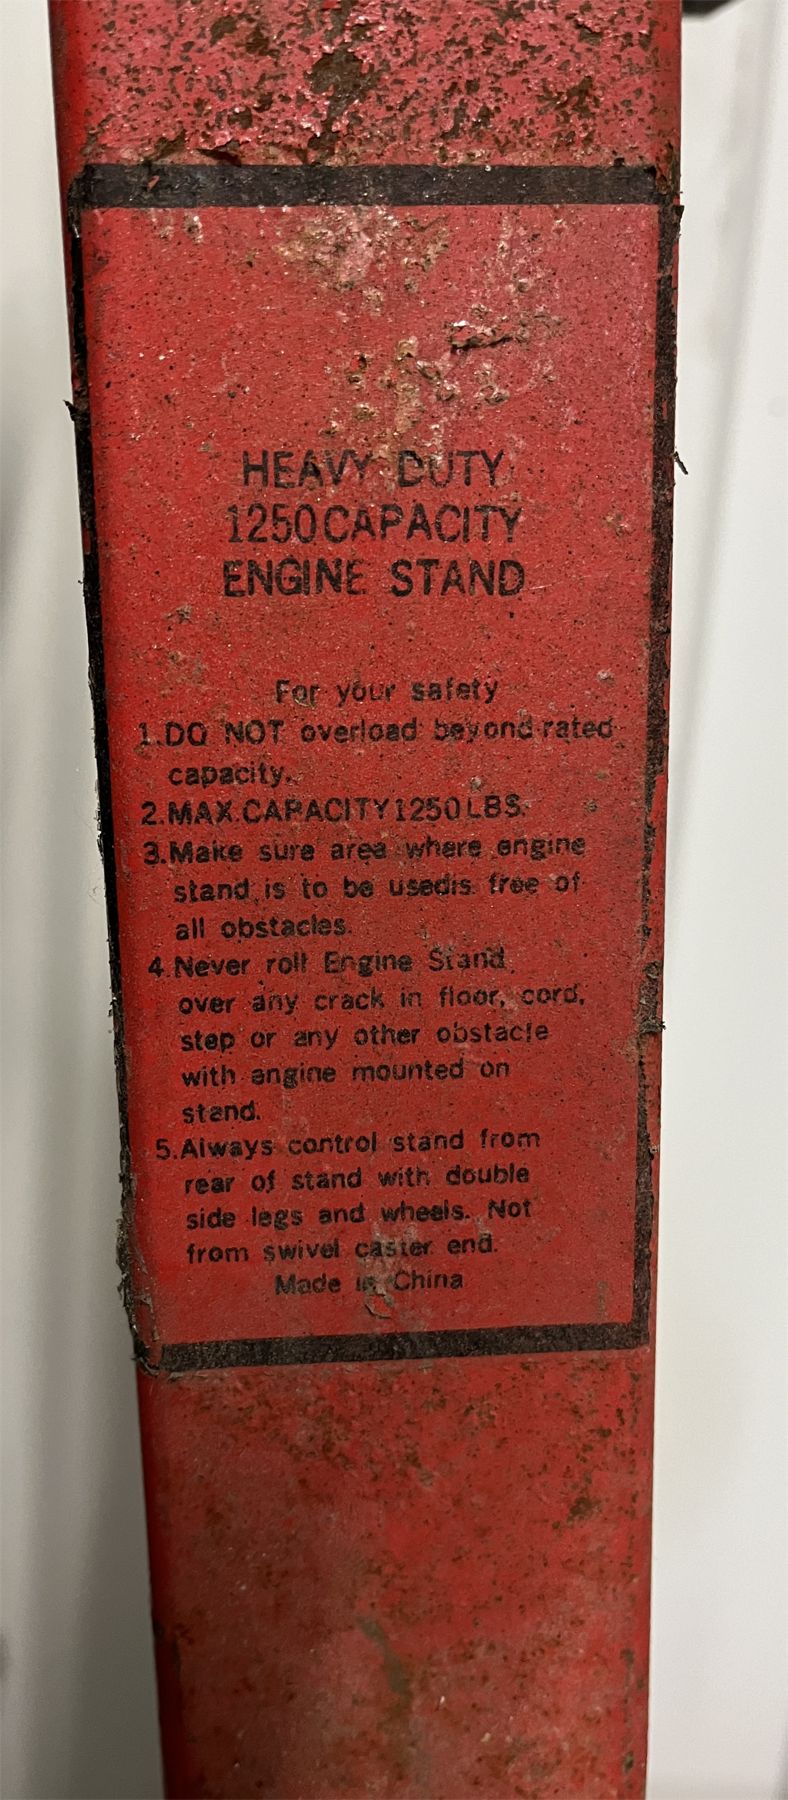 HEAVY DUTY
1250 CAPACITY
ENGINE STAND
For your safety
1.DO NOT overload beyond rated
capacity.
2.MAX.CAPACITY1250LBS.
3.Make sure area where engine
stand is to be usedis free of
all obstacles.
4.Never roll Engine Stand
over any crack in floor, cord,
step or any other obstacle
with engine mounted on
stand.
5.Always control stand from
rear of stand with double
side legs and wheels. Not
from swivel caster end.
Made in China